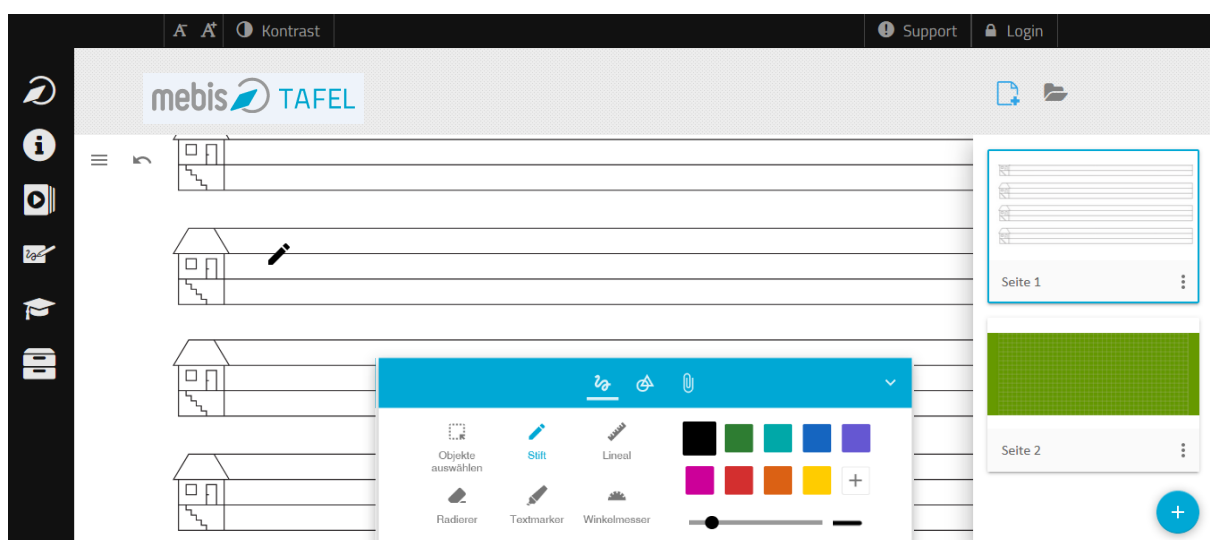 A- A+ Kontrast Support Login
mebis TAFEL
Seite 1
Seite 2
Objekte auswählen
Stift
Lineal
Radierer
Textmarker
Winkelmesser